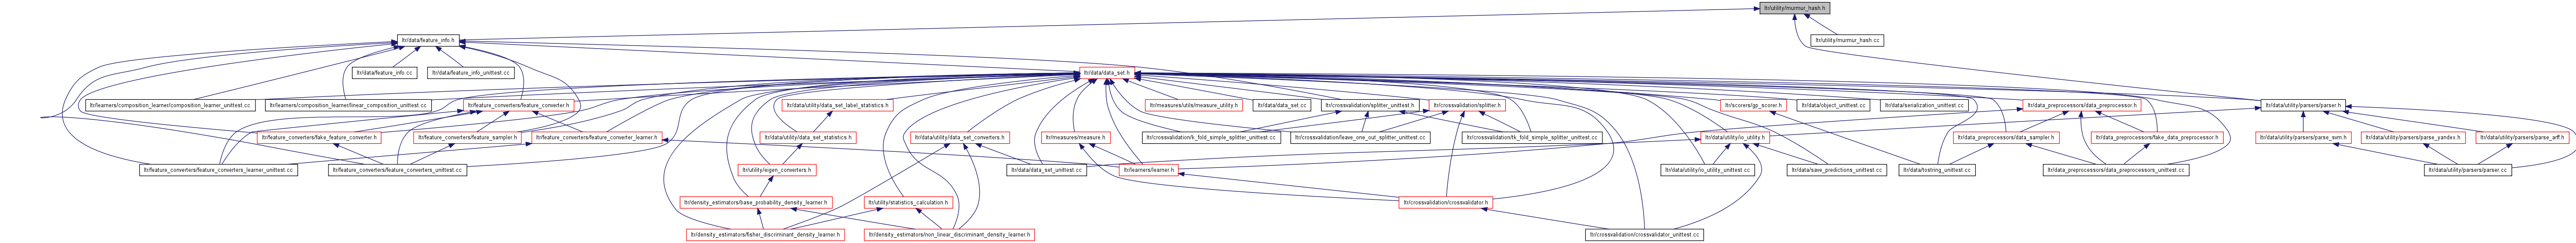 ltr/utility/murmur_hash.h
ltr/data/feature_info.h
ltr/utility/murmur_hash.cc
ltr/data/feature_info.cc
ltr/data/feature_info_unittest.cc
ltr/data/data_set.h
ltr/learners/composition_learner/composition_learner_unittest.cc
ltr/learners/composition_learner/linear_composition_unittest.cc
ltr/feature_converters/feature_converter.h
ltr/data/utility/data_set_label_statistics.h
ltr/measures/utils/measure_utility.h
ltr/data/data_set.cc
ltr/crossvalidation/splitter_unittest.h
ltr/crossvalidation/splitter.h
ltr/scorers/gp_scorer.h
ltr/data/object_unittest.cc
ltr/data/serialization_unittest.cc
ltr/data_preprocessors/data_preprocessor.h
ltr/data/utility/parsers/parser.h
ltr/feature_converters/fake_feature_converter.h
ltr/feature_converters/feature_sampler.h
ltr/feature_converters/feature_converter_learner.h
ltr/data/utility/data_set_statistics.h
ltr/data/utility/data_set_converters.h
ltr/measures/measure.h
ltr/crossvalidation/k_fold_simple_splitter_unittest.cc
ltr/crossvalidation/leave_one_out_splitter_unittest.cc
ltr/crossvalidation/tk_fold_simple_splitter_unittest.cc
ltr/data/utility/io_utility.h
ltr/data_preprocessors/data_sampler.h
ltr/data_preprocessors/fake_data_preprocessor.h
ltr/data/utility/parsers/parse_svm.h
ltr/data/utility/parsers/parse_yandex.h
ltr/data/utility/parsers/parse_arff.h
ltr/feature_converters/feature_converters_learner_unittest.cc
ltr/feature_converters/feature_converters_unittest.cc
ltr/utility/eigen_converters.h
ltr/data/data_set_unittest.cc
ltr/learners/learner.h
ltr/data/utility/io_utility_unittest.cc
ltr/data/save_predictions_unittest.cc
ltr/data/tostring_unittest.cc
ltr/data_preprocessors/data_preprocessors_unittest.cc
ltr/data/utility/parsers/parser.cc
ltr/density_estimators/base_probability_density_learner.h
ltr/utility/statistics_calculation.h
ltr/crossvalidation/crossvalidator.h
ltr/density_estimators/fisher_discriminant_density_learner.h
ltr/density_estimators/non_linear_discriminant_density_learner.h
ltr/crossvalidation/crossvalidator_unittest.cc